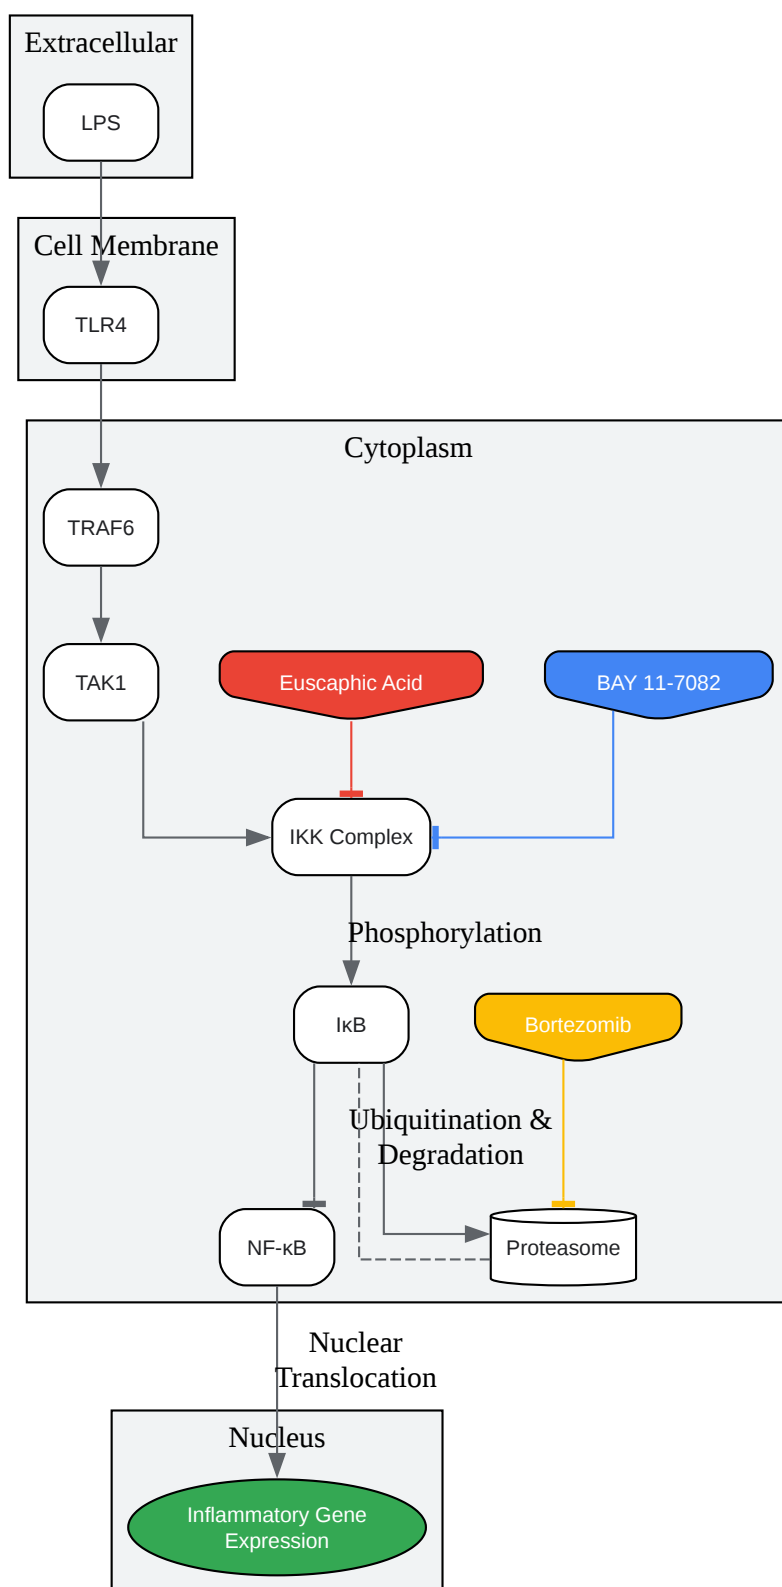 Extracellular
LPS
Cell Membrane
TLR4
Cytoplasm
TRAF6
TAK1
Euscaphic Acid
BAY 11-7082
IKK Complex
Phosphorylation
IκB
Bortezomib
Ubiquitination &
Degradation
NF-κB
Proteasome
Nuclear
Translocation
Nucleus
Inflammatory Gene
Expression